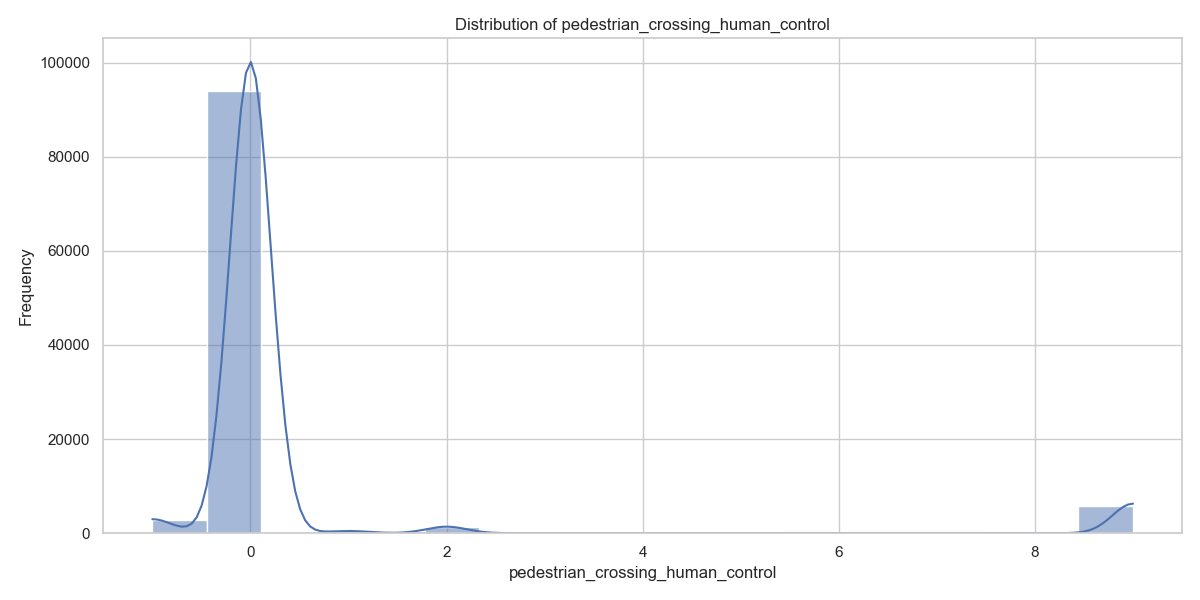 Distribution of pedestrian_crossing_human_control
100000
80000
60000
40000
20000
0
Frequency
0 2 4 6 8
pedestrian_crossing_human_control